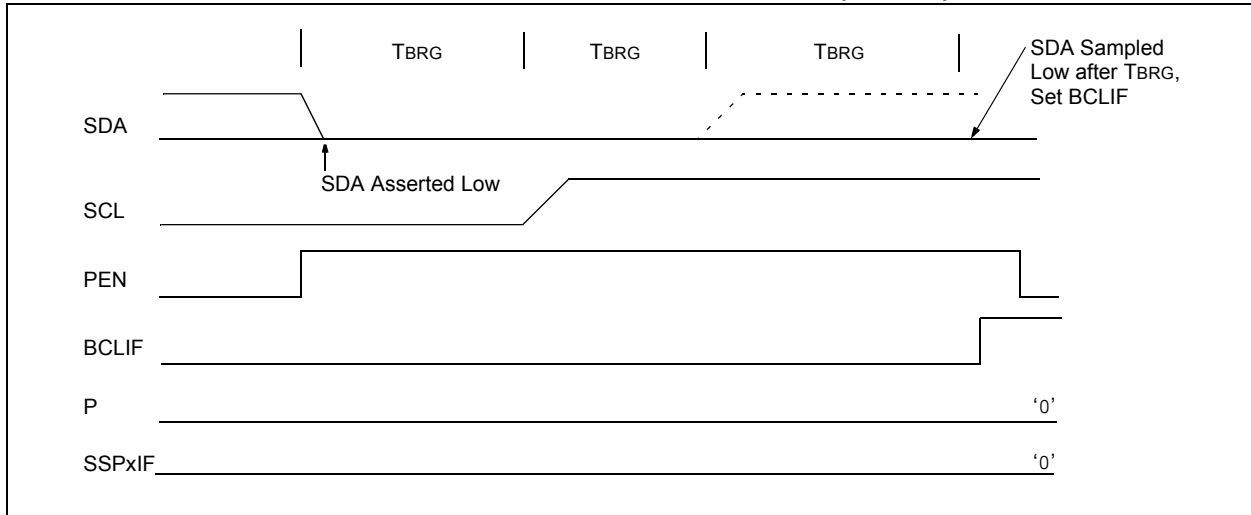 TBRG TBRG TBRG
SDA Sampled
Low after TBRG,
Set BCLIF
SDA
SDA Asserted Low
SCL
PEN
BCLIF
P ‘0’
SSPxIF ‘0’